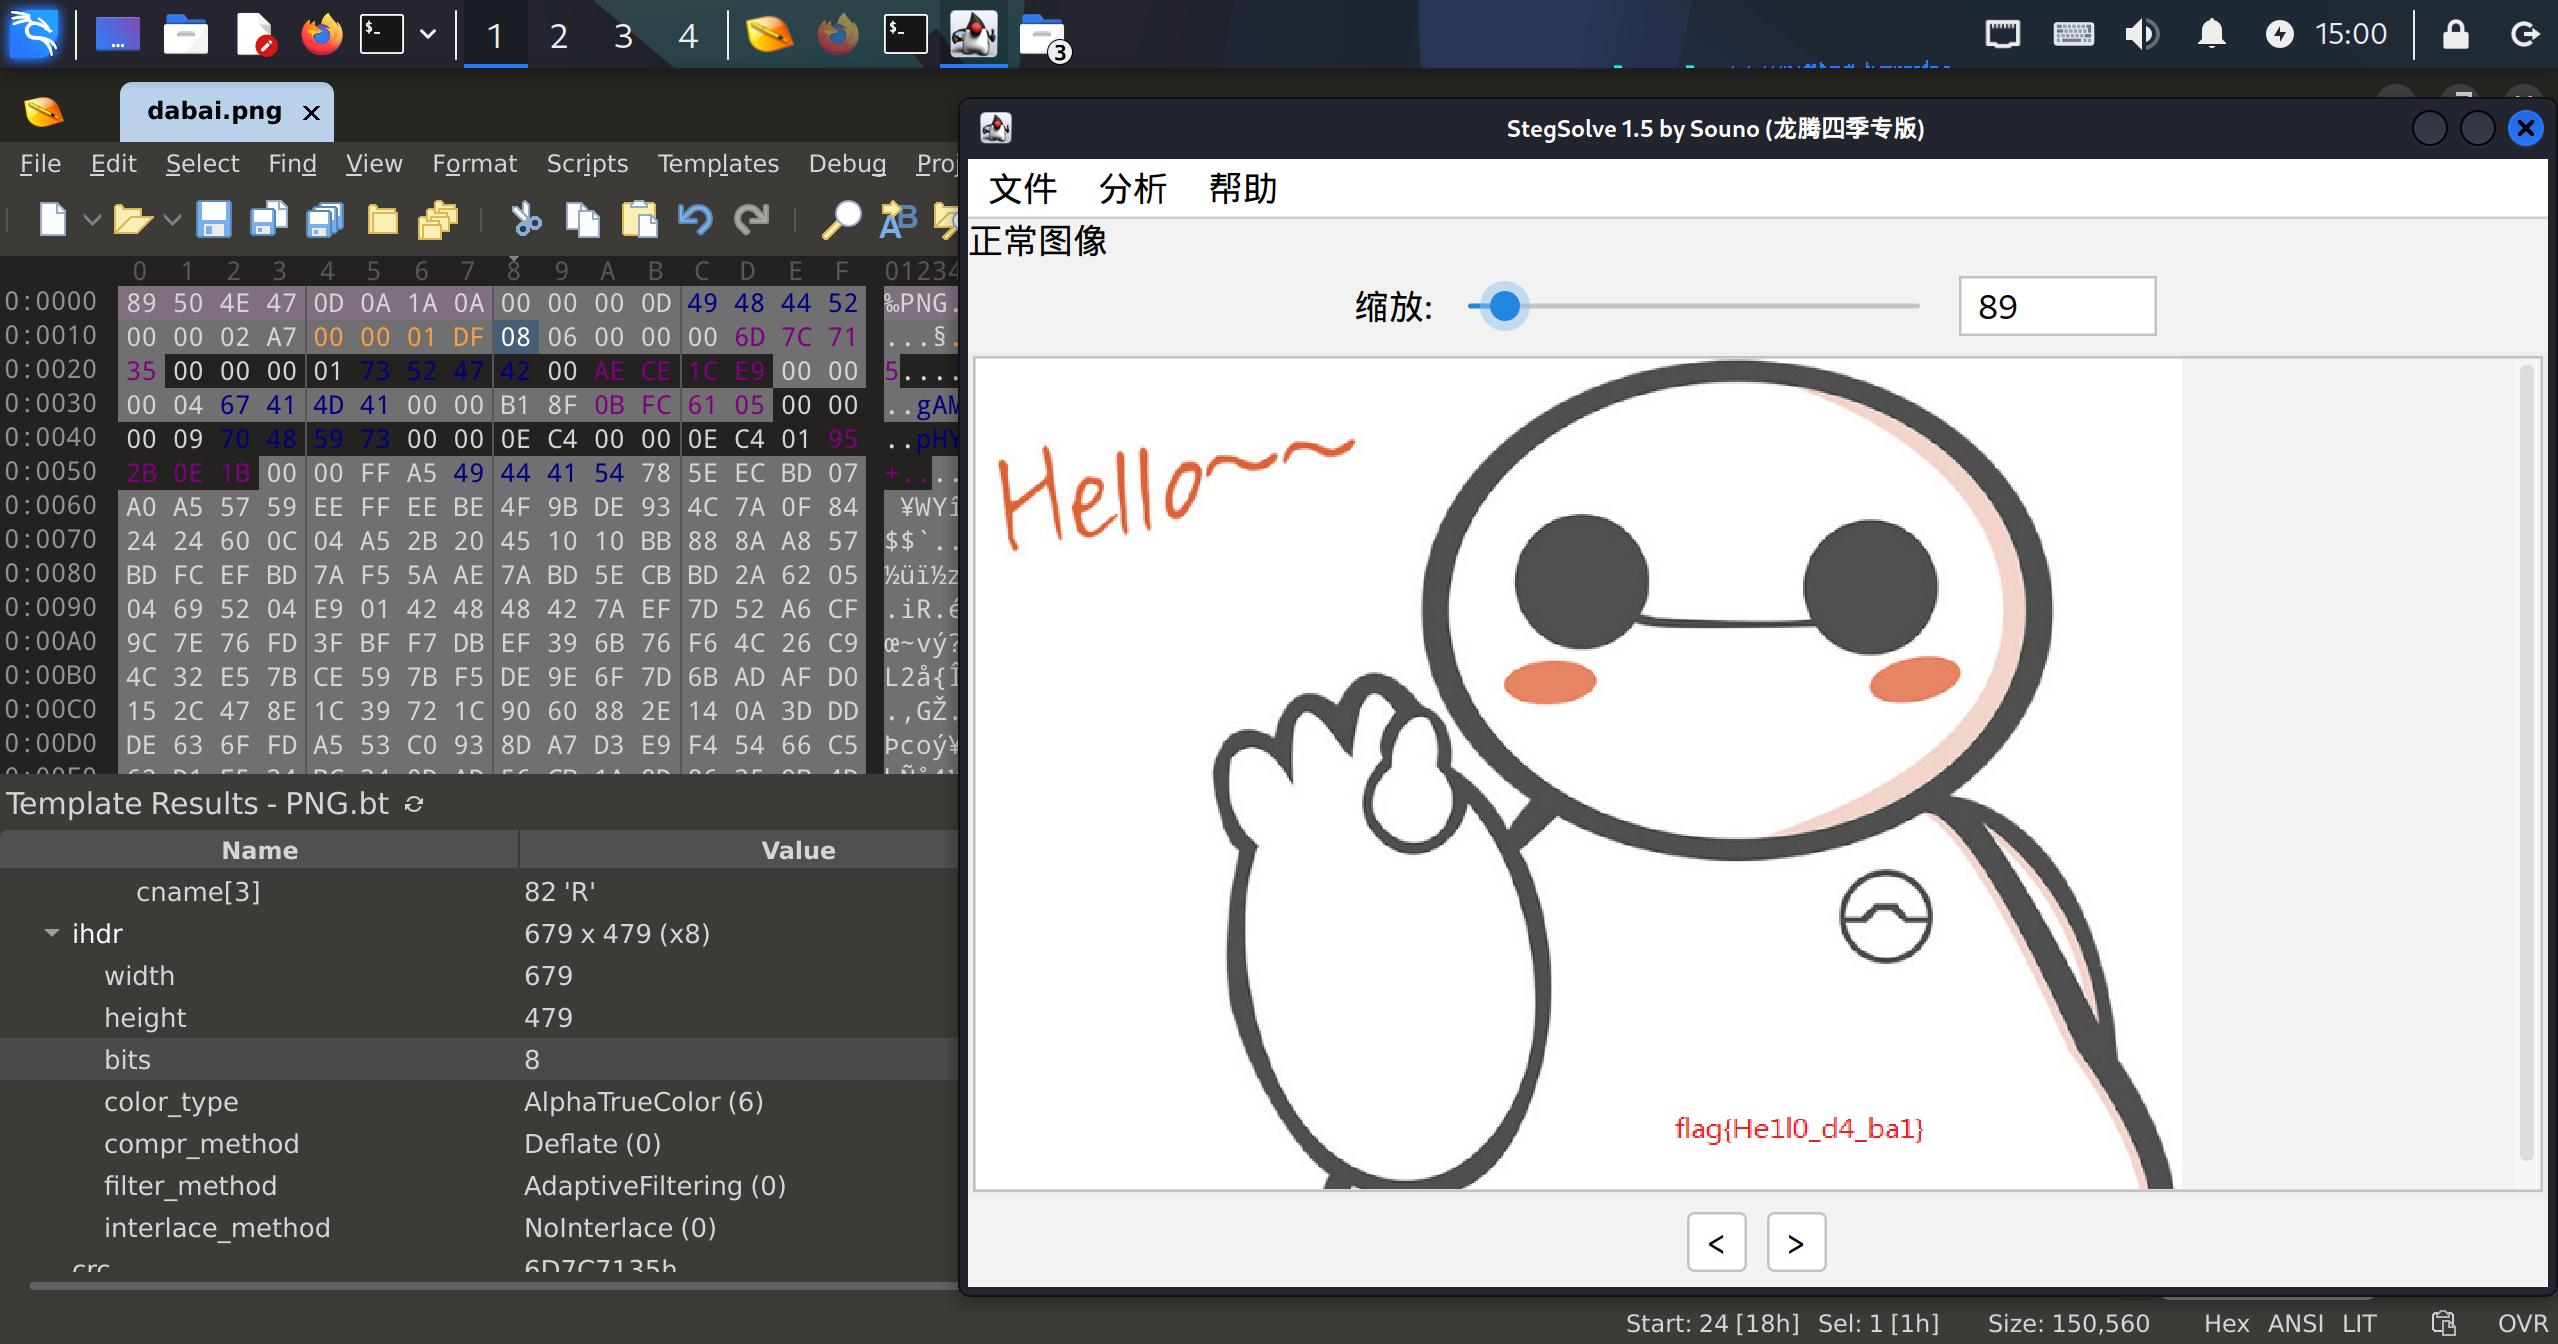 1 2 3 4 3 15:00
dabai.png
File Edit Select Find View Format Scripts Templates Debug Proj
0 1 2 3 4 5 6 7 8 9 A B C D E F 01234
0:0000 89 50 4E 47 0D 0A 1A 0A 00 00 00 0D 49 48 44 52 ‰PNG.
0:0010 00 00 02 A7 00 00 01 DF 08 06 00 00 00 6D 7C 71 ...§.
0:0020 35 00 00 00 01 73 52 47 42 00 AE CE 1C E9 00 00 5....
0:0030 00 04 67 41 4D 41 00 00 B1 8F 0B FC 61 05 00 00 ..gAM
0:0040 00 09 70 48 59 73 00 00 0E C4 00 00 0E C4 01 95 ..pHY
0:0050 2B 0E 1B 00 00 FF A5 49 44 41 54 78 5E EC BD 07 +....
0:0060 A0 A5 57 59 EE FF EE BE 4F 9B DE 93 4C 7A 0F 84 ¥WYî
0:0070 24 24 60 0C 04 A5 2B 20 45 10 10 BB 88 8A A8 57 $$`..
0:0080 BD FC EF BD 7A F5 5A AE 7A BD 5E CB BD 2A 62 05 ½üï½z
0:0090 04 69 52 04 E9 01 42 48 48 42 7A EF 7D 52 A6 CF .iR.é
0:00A0 9C 7E 76 FD 3F BF F7 DB EF 39 6B 76 F6 4C 26 C9 œ~vý?
0:00B0 4C 32 E5 7B CE 59 7B F5 DE 9E 6F 7D 6B AD AF D0 L2å{Î
0:00C0 15 2C 47 8E 1C 39 72 1C 90 60 88 2E 14 0A 3D DD .,GŽ.
0:00D0 DE 63 6F FD A5 53 C0 93 8D A7 D3 E9 F4 54 66 C5 Þcoý¥
Template Results - PNG.bt
Name Value
cname[3] 82 'R'
ihdr 679 x 479 (x8)
width 679
height 479
bits 8
color_type AlphaTrueColor (6)
compr_method Deflate (0)
filter_method AdaptiveFiltering (0)
interlace_method NoInterlace (0)
crc 6D7C7135h
StegSolve 1.5 by Souno (龙腾四季专版)
文件 分析 帮助
正常图像
缩放: 89
Hello~~
flag{He1l0_d4_ba1}
< >
Start: 24 [18h] Sel: 1 [1h] Size: 150,560 Hex ANSI LIT OVR